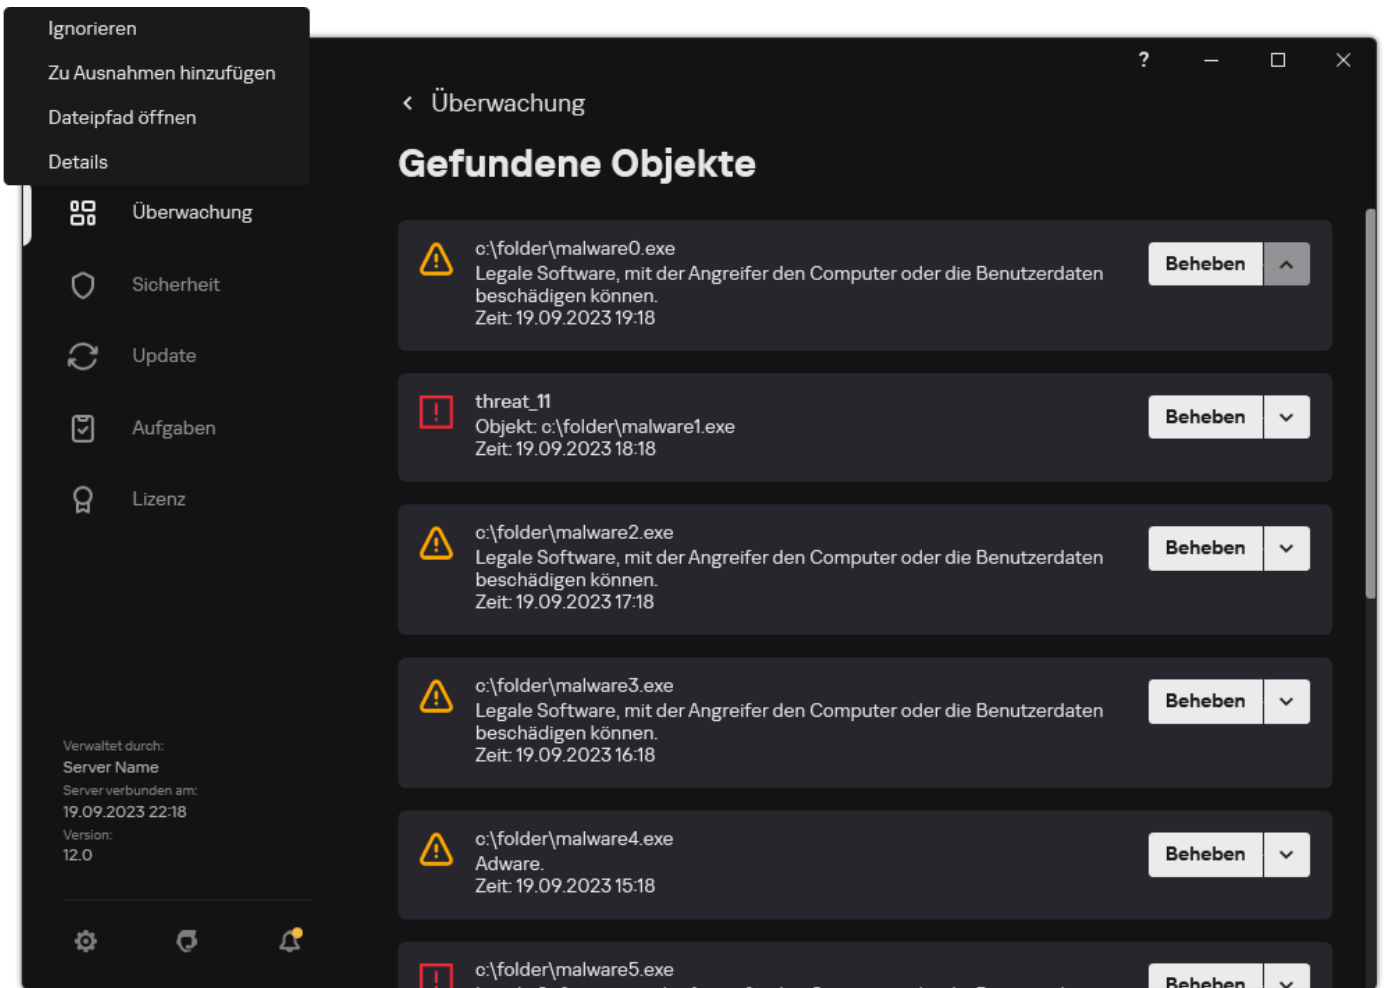 Ignorieren
Zu Ausnahmen hinzufügen
Dateipfad öffnen
Details
Überwachung
Sicherheit
Update
Aufgaben
Lizenz
Verwaltet durch:
Server Name
Server verbunden am:
19.09.2023 22:18
Version:
12.0
?
Überwachung
Gefundene Objekte
c:\folder\malware0.exe
Legale Software, mit der Angreifer den Computer oder die Benutzerdaten
beschädigen können.
Zeit: 19.09.2023 19:18
Beheben
threat_11
Objekt: c:\folder\malware1.exe
Zeit: 19.09.2023 18:18
Beheben
c:\folder\malware2.exe
Legale Software, mit der Angreifer den Computer oder die Benutzerdaten
beschädigen können.
Zeit: 19.09.2023 17:18
Beheben
c:\folder\malware3.exe
Legale Software, mit der Angreifer den Computer oder die Benutzerdaten
beschädigen können.
Zeit: 19.09.2023 16:18
Beheben
c:\folder\malware4.exe
Adware.
Zeit: 19.09.2023 15:18
Beheben
c:\folder\malware5.exe
Beheben